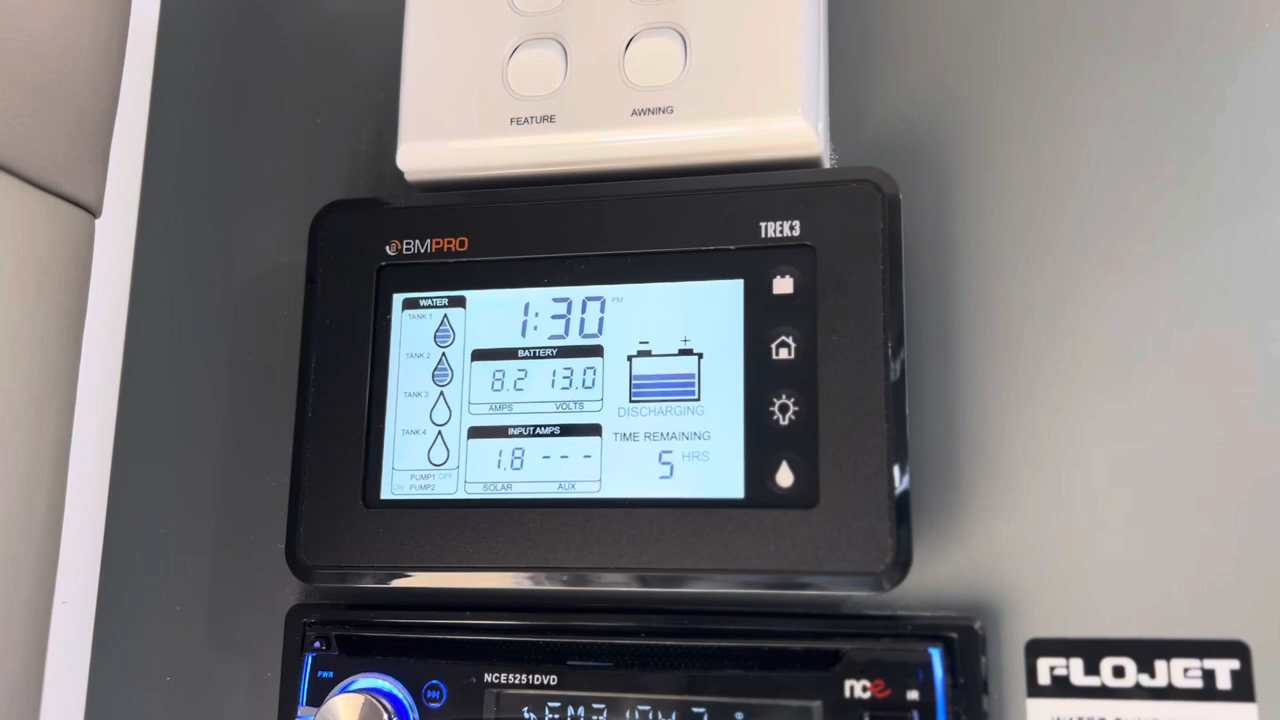 FEATURE
AWNING
BMPRO
TREK3
WATER
TANK 1
TANK 2
TANK 3
TANK 4
PUMP1 OFF
ON PUMP2
1:30 PM
BATTERY
8.2 13.0
AMPS VOLTS
INPUT AMPS
1.8 ---
SOLAR AUX
DISCHARGING
TIME REMAINING
5 HRS
PWR
NCE5251DVD
nce
IR
FLOJET